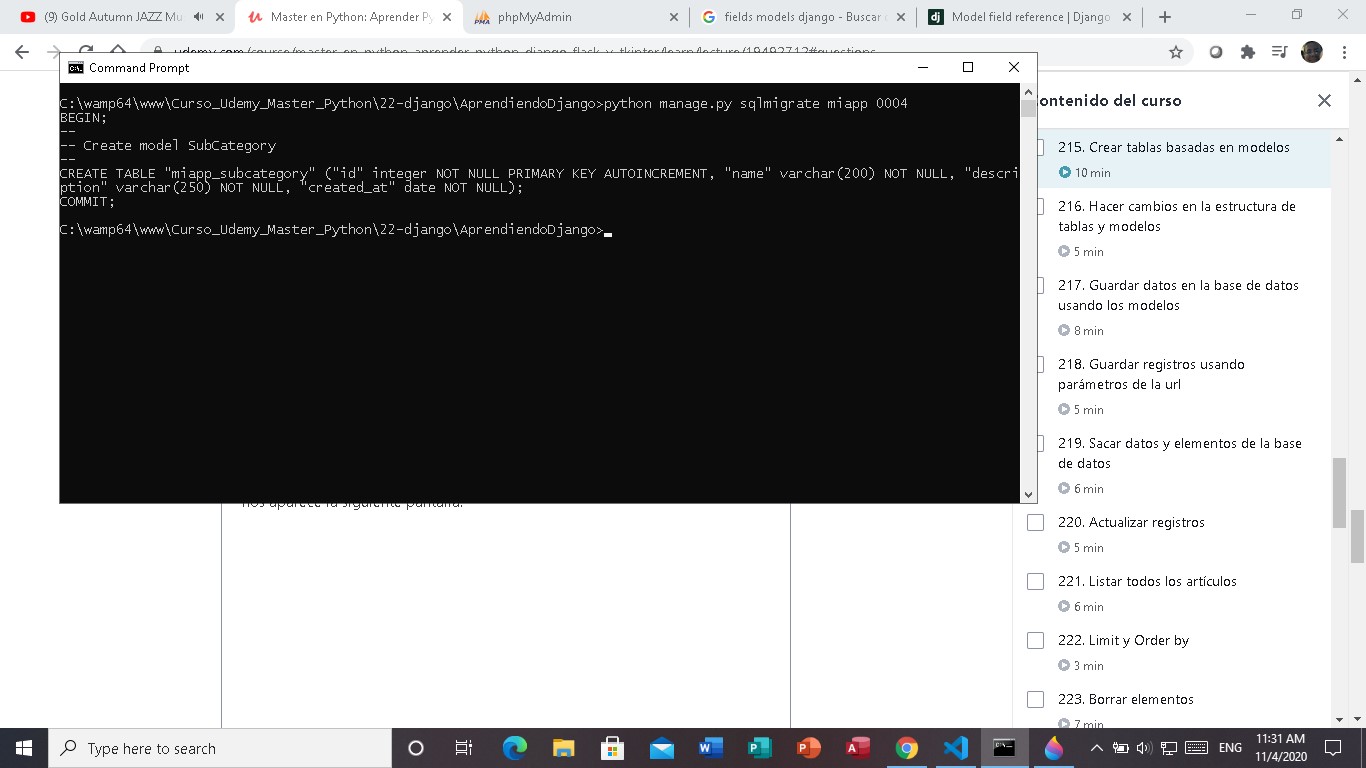 (9) Gold Autumn JAZZ Mu
Master en Python: Aprender Py
phpMyAdmin
fields models django - Buscar
Model field reference | Django
udemy.com/course/master-en-python-aprender-python-django-flask-y-tkinter/learn/lecture/19492712#questions
Command Prompt
C:\wamp64\www\Curso_Udemy_Master_Python\22-django\AprendiendoDjango>python manage.py sqlmigrate miapp 0004
BEGIN;
--
-- Create model SubCategory
--
CREATE TABLE "miapp_subcategory" ("id" integer NOT NULL PRIMARY KEY AUTOINCREMENT, "name" varchar(200) NOT NULL, "descri
ption" varchar(250) NOT NULL, "created_at" date NOT NULL);
COMMIT;
C:\wamp64\www\Curso_Udemy_Master_Python\22-django\AprendiendoDjango>
nos aparece la siguiente pantalla:
ontenido del curso
215. Crear tablas basadas en modelos
10 min
216. Hacer cambios en la estructura de
tablas y modelos
5 min
217. Guardar datos en la base de datos
usando los modelos
8 min
218. Guardar registros usando
parámetros de la url
5 min
219. Sacar datos y elementos de la base
de datos
6 min
220. Actualizar registros
5 min
221. Listar todos los artículos
6 min
222. Limit y Order by
3 min
223. Borrar elementos
7 min
Type here to search
ENG
11:31 AM
11/4/2020